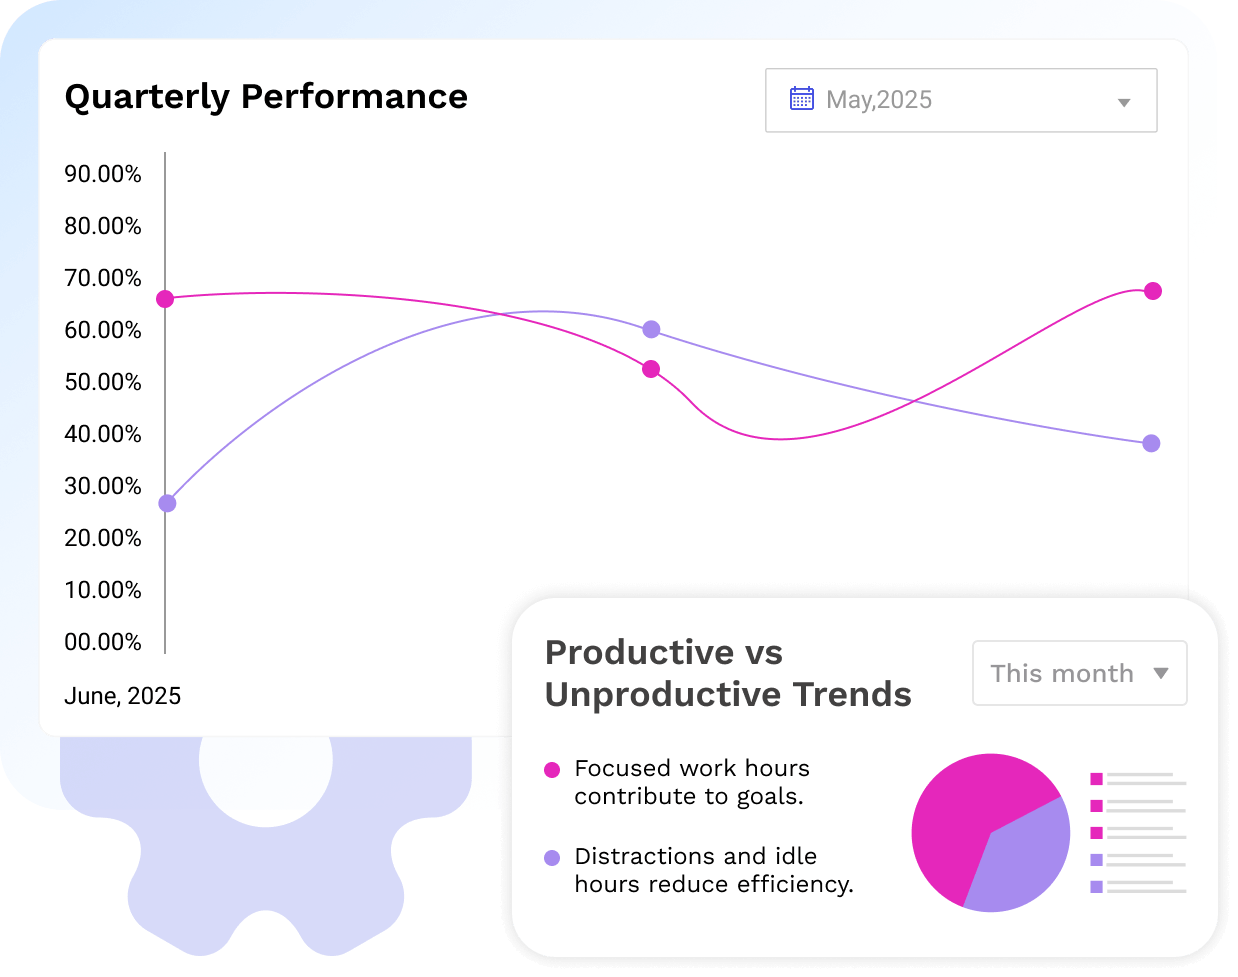 Quarterly Performance
May,2025
90.00%
80.00%
70.00%
60.00%
50.00%
40.00%
30.00%
20.00%
10.00%
00.00%
June, 2025
Productive vs
Unproductive Trends
This month
Focused work hours
contribute to goals.
Distractions and idle
hours reduce efficiency.